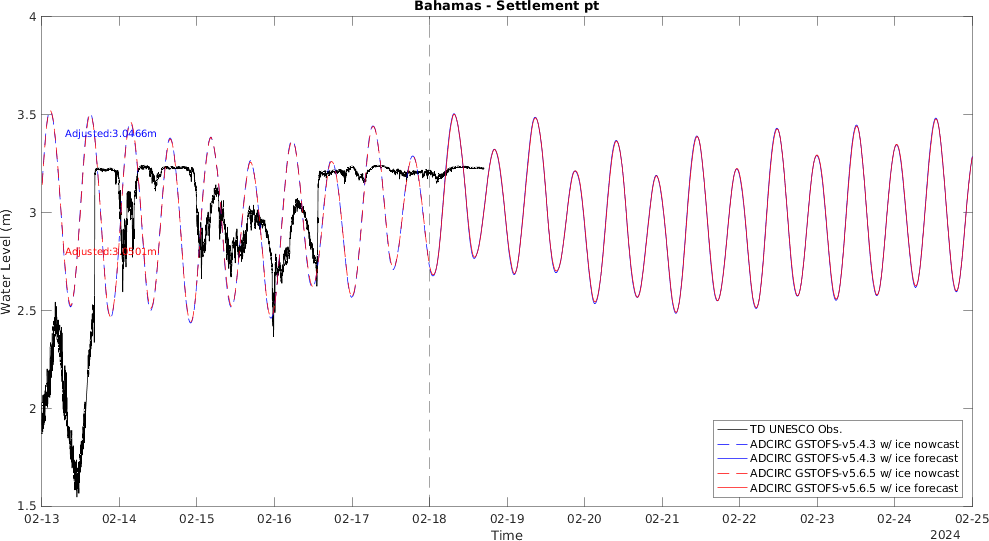 Bahamas - Settlement pt
Water Level (m)
4
3.5
3
2.5
2
1.5
Adjusted:3.0466m
Adjusted:3.0501m
TD UNESCO Obs.
ADCIRC GSTOFS-v5.4.3 w/ ice nowcast
ADCIRC GSTOFS-v5.4.3 w/ ice forecast
ADCIRC GSTOFS-v5.6.5 w/ ice nowcast
ADCIRC GSTOFS-v5.6.5 w/ ice forecast
02-13 02-14 02-15 02-16 02-17 02-18 02-19 02-20 02-21 02-22 02-23 02-24 02-25
Time
2024